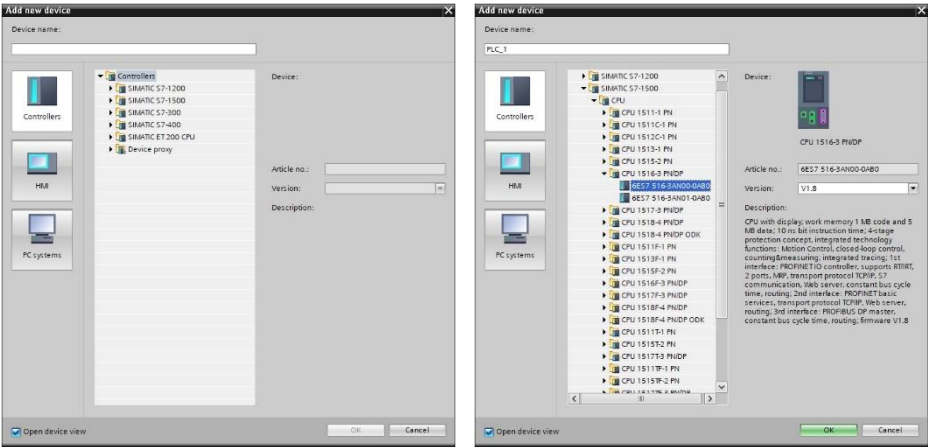 Add new device
Device name:
Controllers
HMI
PC systems
Controllers
SIMATIC S7-1200
SIMATIC S7-1500
SIMATIC S7-300
SIMATIC S7-400
SIMATIC ET 200 CPU
Device proxy
Device:
Article no.:
Version:
Description:
Open device view
OK
Cancel
Add new device
Device name:
PLC_1
Controllers
HMI
PC systems
SIMATIC S7-1200
SIMATIC S7-1500
CPU
CPU 1511-1 PN
CPU 1511C-1 PN
CPU 1512C-1 PN
CPU 1513-1 PN
CPU 1515-2 PN
CPU 1516-3 PN/DP
6ES7 516-3AN00-0AB0
6ES7 516-3AN01-0AB0
CPU 1517-3 PN/DP
CPU 1518-4 PN/DP
CPU 1518-4 PN/DP ODK
CPU 1511F-1 PN
CPU 1513F-1 PN
CPU 1515F-2 PN
CPU 1516F-3 PN/DP
CPU 1517F-3 PN/DP
CPU 1518F-4 PN/DP
CPU 1518F-4 PN/DP ODK
CPU 1511T-1 PN
CPU 1515T-2 PN
CPU 1517T-3 PN/DP
CPU 1511TF-1 PN
CPU 1515TF-2 PN
CPU 1517TF-3 PN/DP
Device:
CPU 1516-3 PN/DP
Article no.:
6ES7 516-3AN00-0AB0
Version:
V1.8
Description:
CPU with display; work memory 1 MB code and 5
MB data; 10 ns bit instruction time; 4-stage
protection concept, integrated technology
functions: Motion Control, closed-loop control,
counting&measuring; integrated tracing; 1st
interface: PROFINET IO controller, supports RT/IRT,
2 ports, MRP, transport protocol TCP/IP, S7
communication, Web server, constant bus cycle
time, routing; 2nd interface: PROFINET basic
services, transport protocol TCP/IP, Web server,
routing, 3rd interface: PROFIBUS DP master,
constant bus cycle time, routing; firmware V1.8
Open device view
OK
Cancel